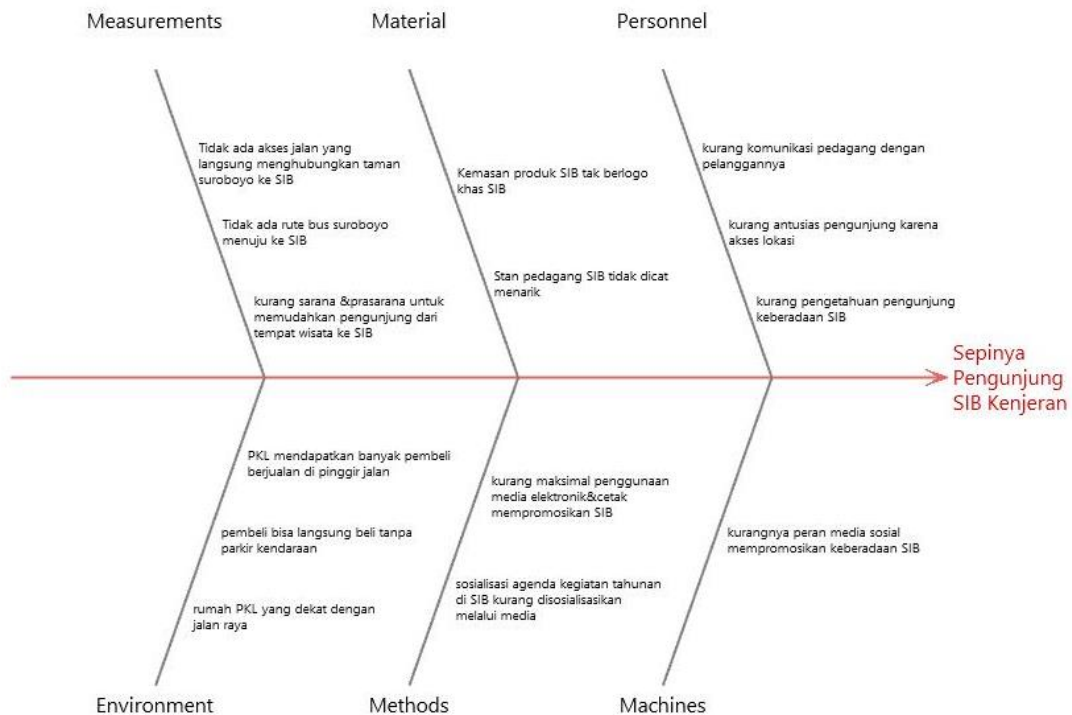 Measurements
Material
Personnel
Tidak ada akses jalan yang
langsung menghubungkan taman
suroboyo ke SIB
Tidak ada rute bus suroboyo
menuju ke SIB
kurang sarana &prasarana untuk
memudahkan pengunjung dari
tempat wisata ke SIB
Kemasan produk SIB tak berlogo
khas SIB
Stan pedagang SIB tidak dicat
menarik
kurang komunikasi pedagang dengan
pelanggannya
kurang antusias pengunjung karena
akses lokasi
kurang pengetahuan pengunjung
keberadaan SIB
Sepinya
Pengunjung
SIB Kenjeran
PKL mendapatkan banyak pembeli
berjualan di pinggir jalan
pembeli bisa langsung beli tanpa
parkir kendaraan
rumah PKL yang dekat dengan
jalan raya
kurang maksimal penggunaan
media elektronik&cetak
mempromosikan SIB
sosialisasi agenda kegiatan tahunan
di SIB kurang disosialisasikan
melalui media
kurangnya peran media sosial
mempromosikan keberadaan SIB
Environment
Methods
Machines